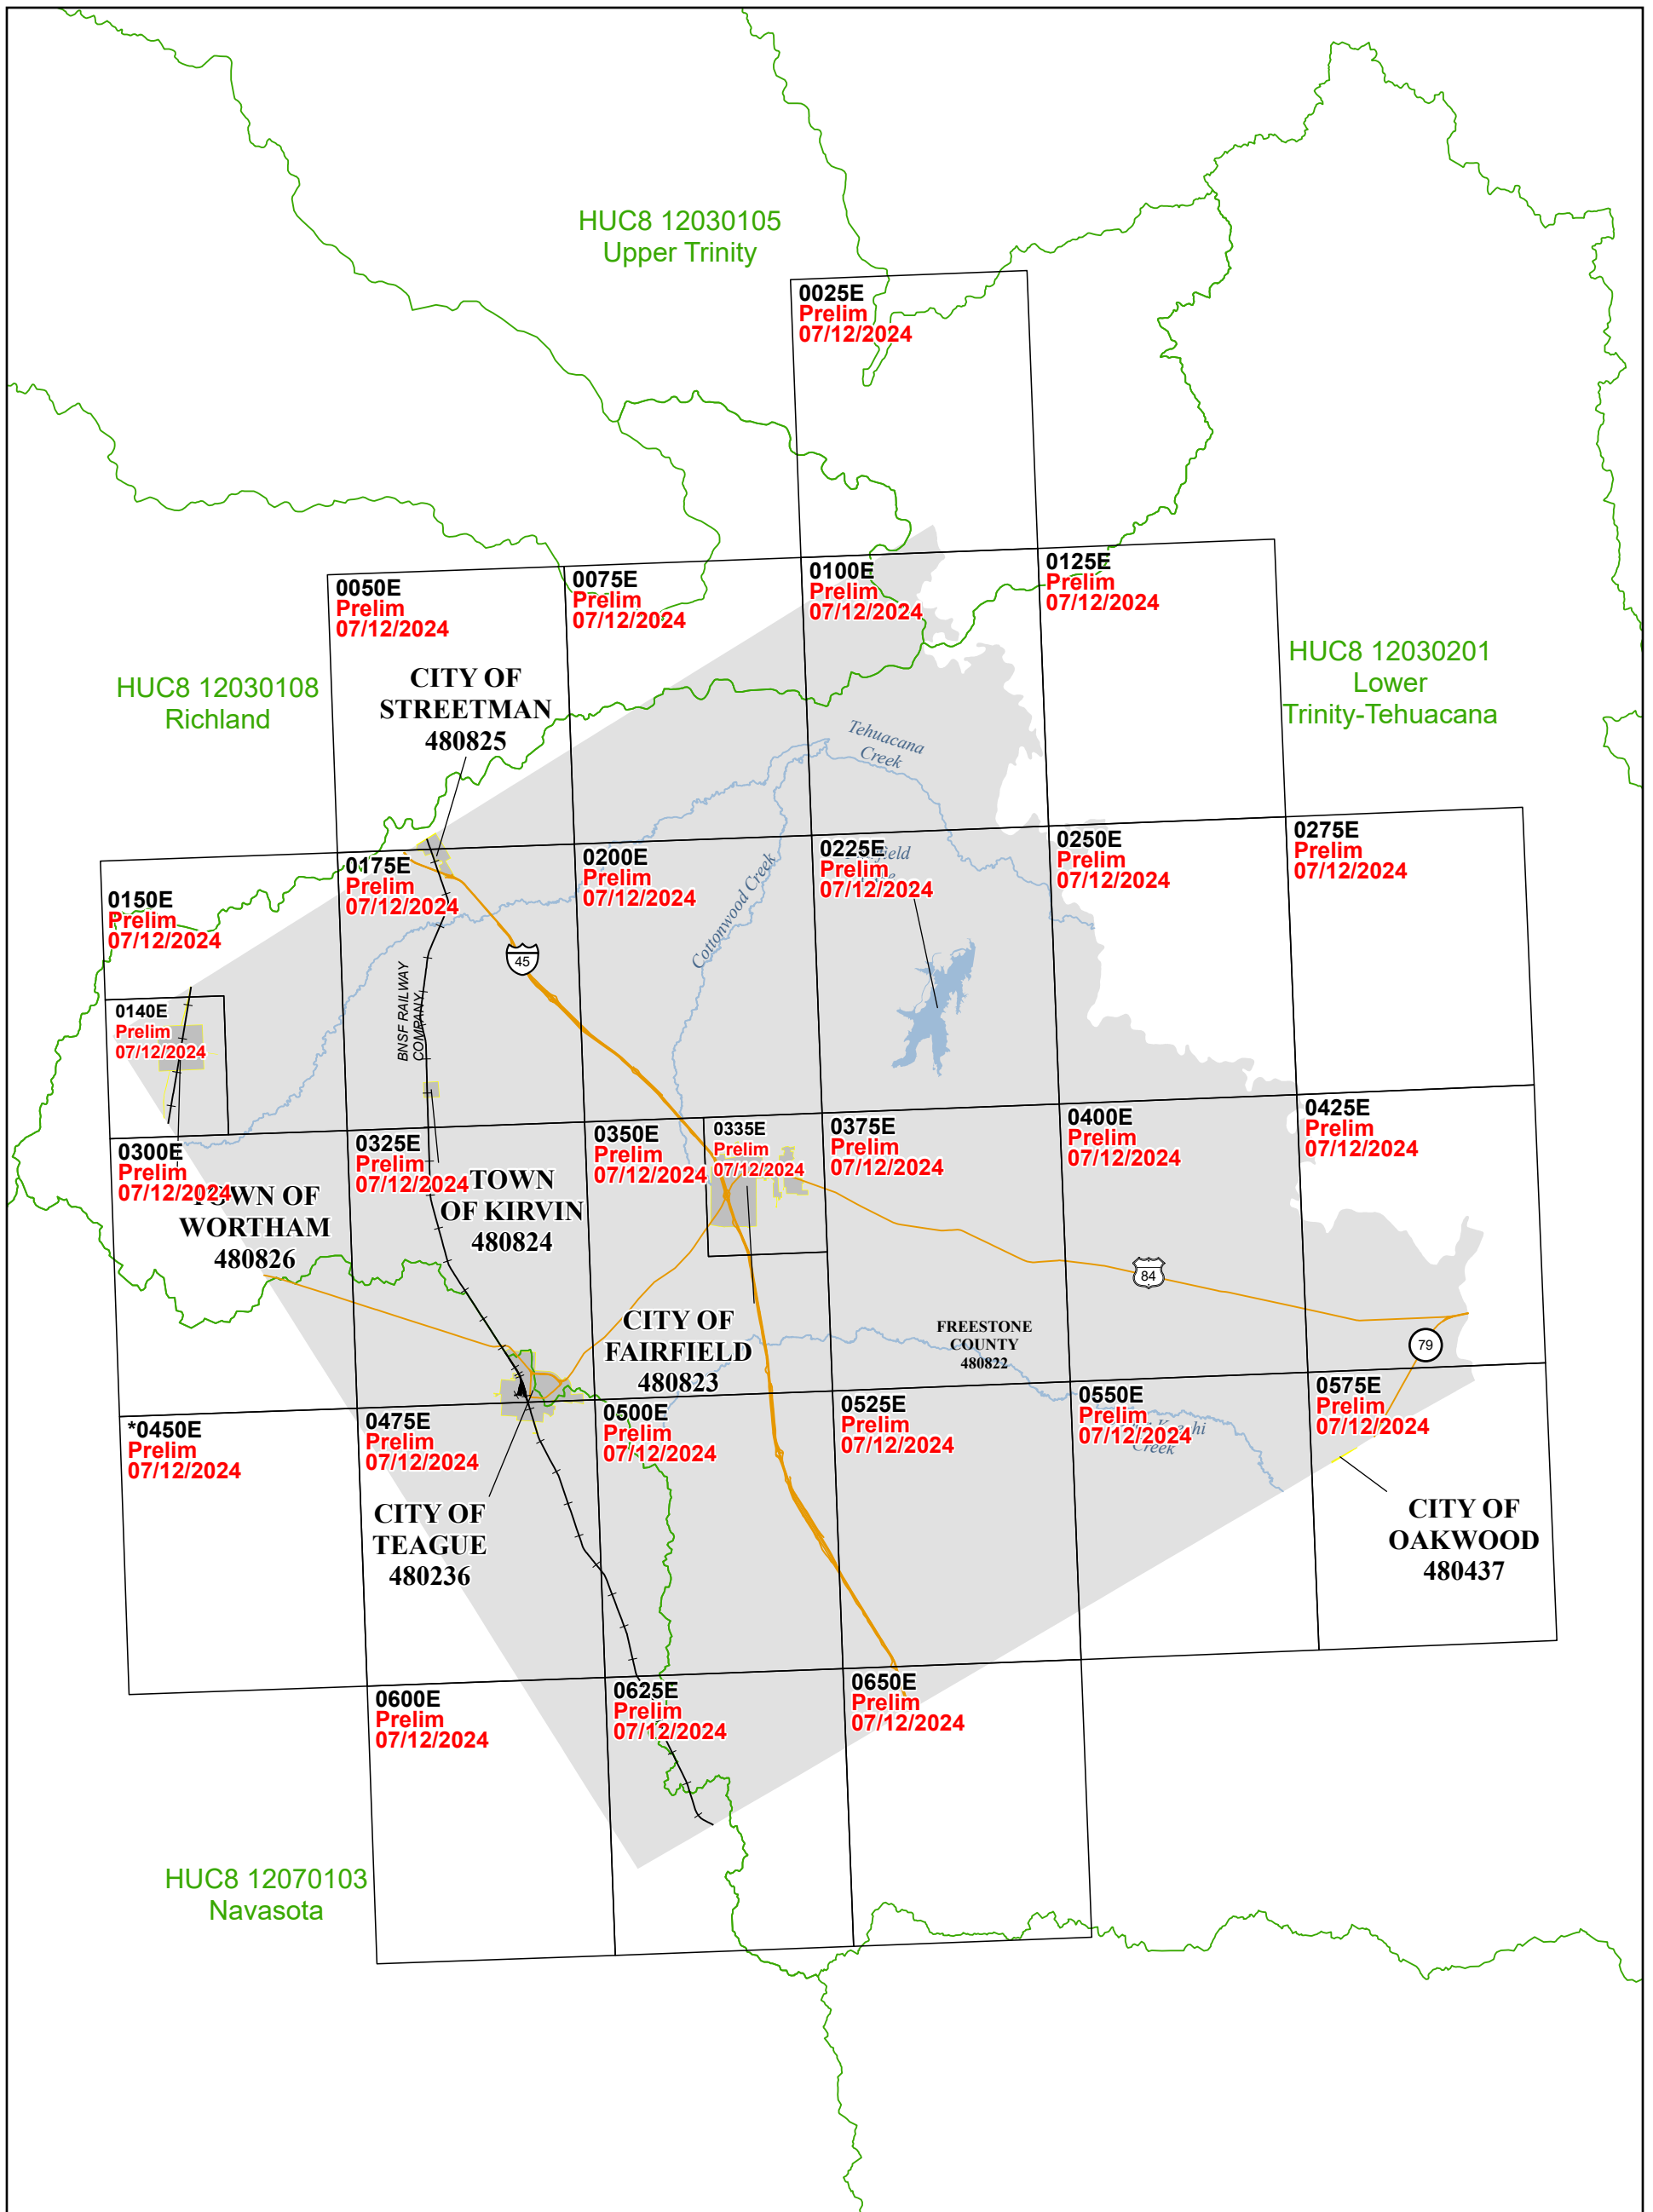 HUC8 12030105
Upper Trinity
0025E
Prelim
07/12/2024
0050E
Prelim
07/12/2024
0075E
Prelim
07/12/2024
0100E
Prelim
07/12/2024
0125E
Prelim
07/12/2024
HUC8 12030108
Richland
CITY OF
STREETMAN
480825
HUC8 12030201
Lower
Trinity-Tehuacana
Tehuacana
Creek
0150E
Prelim
07/12/2024
0175E
Prelim
07/12/2024
0200E
Prelim
07/12/2024
0225E
Prelim
07/12/2024
0250E
Prelim
07/12/2024
0275E
Prelim
07/12/2024
Cottonwood Creek
45
BNSF RAILWAY
COMPANY
0140E
Prelim
07/12/2024
0300E
Prelim
07/12/2024
0325E
Prelim
07/12/2024
0350E
Prelim
07/12/2024
0335E
Prelim
07/12/2024
0375E
Prelim
07/12/2024
0400E
Prelim
07/12/2024
0425E
Prelim
07/12/2024
TOWN OF
WORTHAM
480826
TOWN
OF KIRVIN
480824
84
CITY OF
FAIRFIELD
480823
FREESTONE
COUNTY
480822
79
*0450E
Prelim
07/12/2024
0475E
Prelim
07/12/2024
0500E
Prelim
07/12/2024
0525E
Prelim
07/12/2024
0550E
Prelim
07/12/2024
Creek
0575E
Prelim
07/12/2024
CITY OF
TEAGUE
480236
CITY OF
OAKWOOD
480437
0600E
Prelim
07/12/2024
0625E
Prelim
07/12/2024
0650E
Prelim
07/12/2024
HUC8 12070103
Navasota